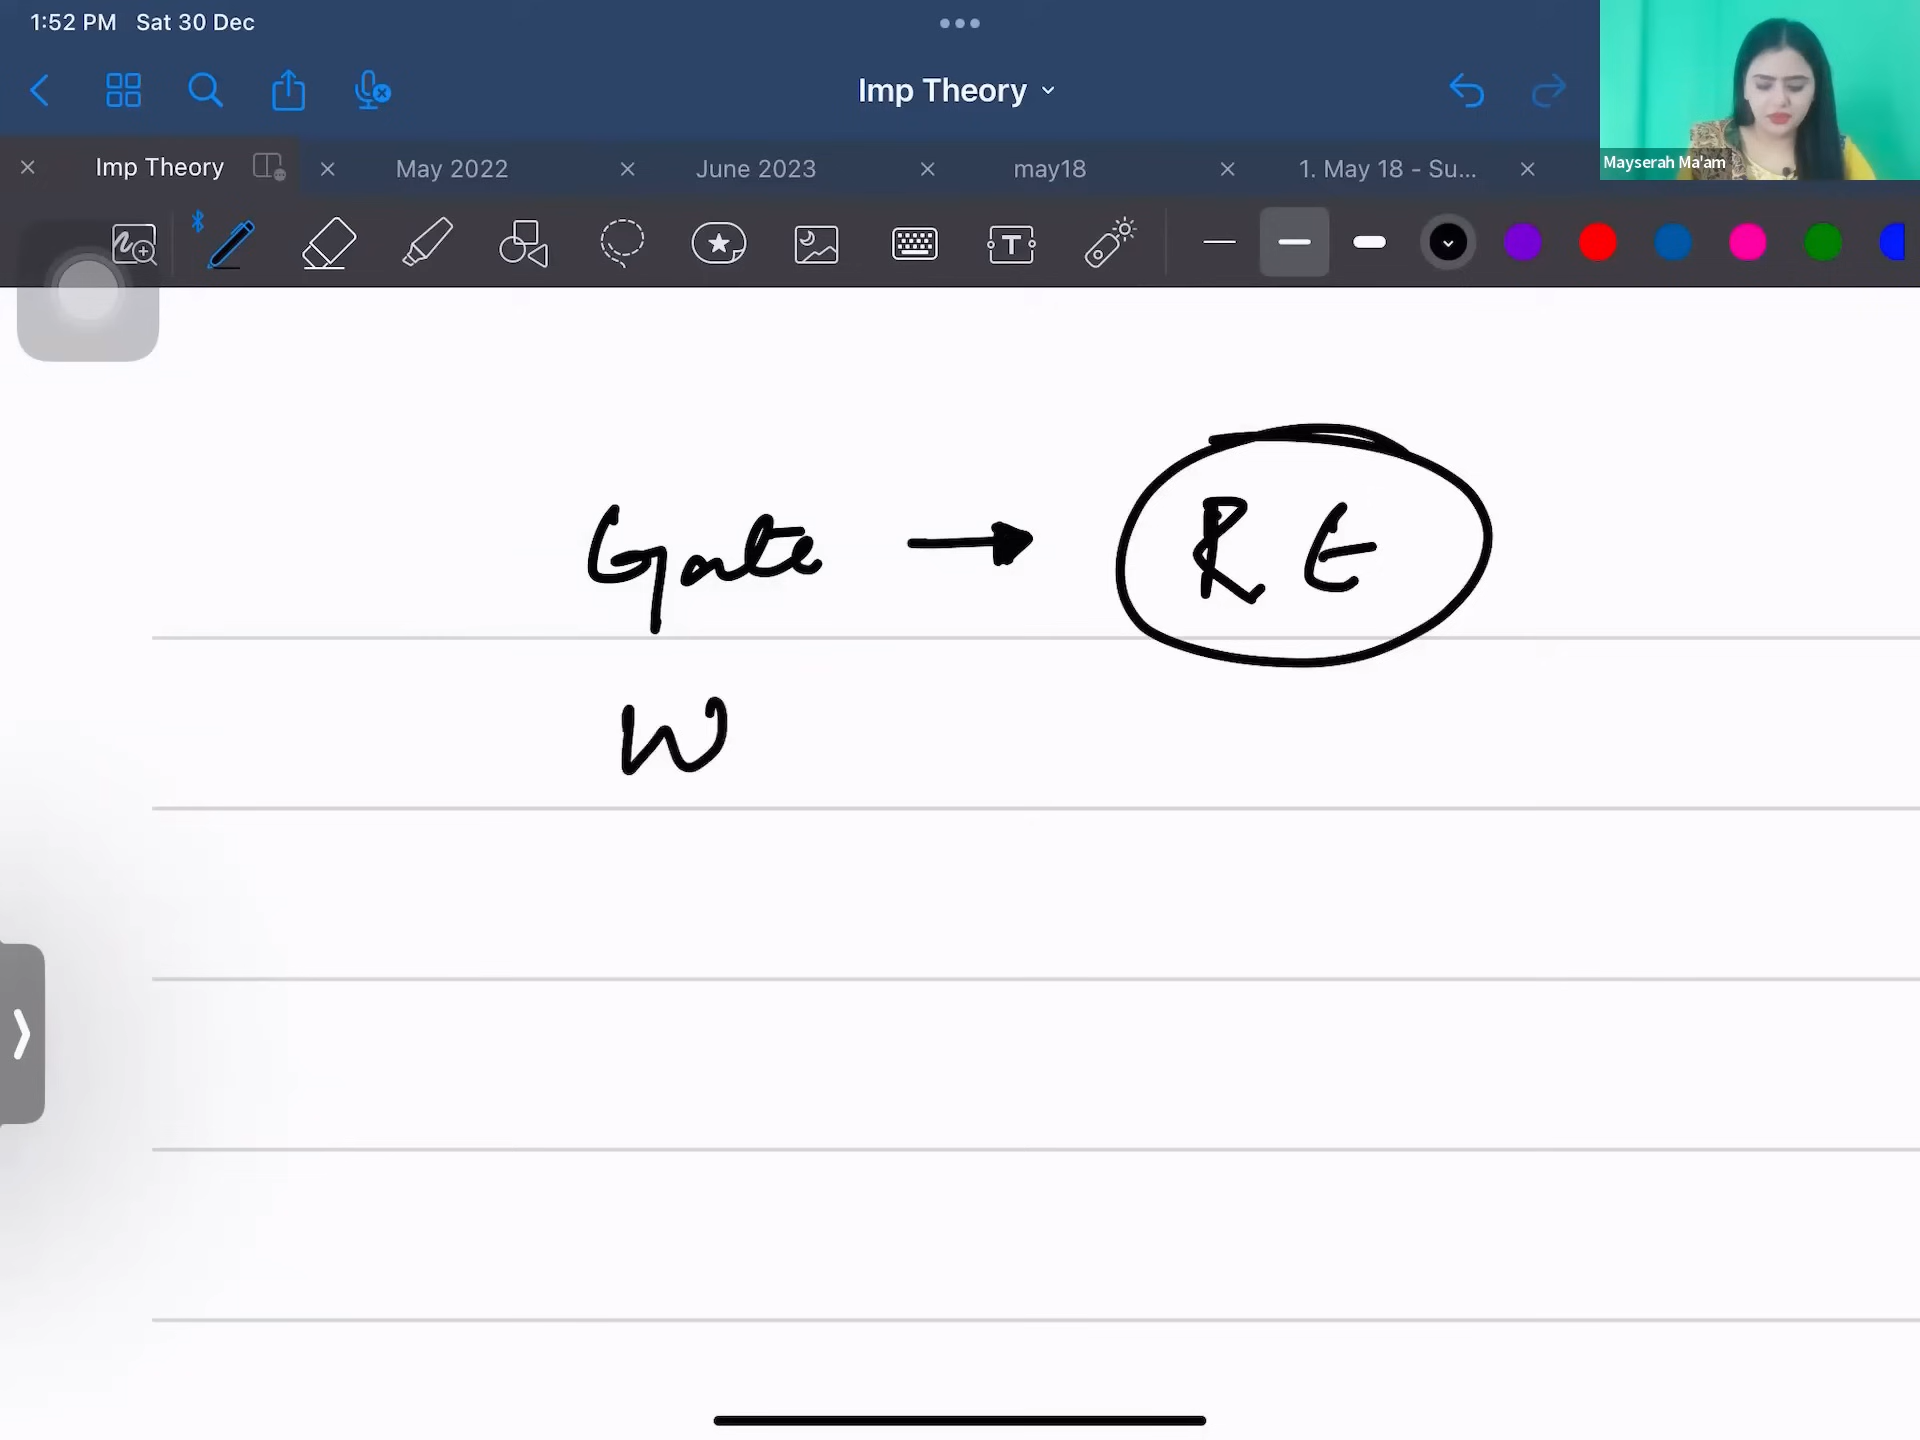 1:52 PM Sat 30 Dec
Imp Theory
Mayserah Ma'am
Imp Theory May 2022 June 2023 may18 1. May 18 - Su...
T
Gate → R E
W